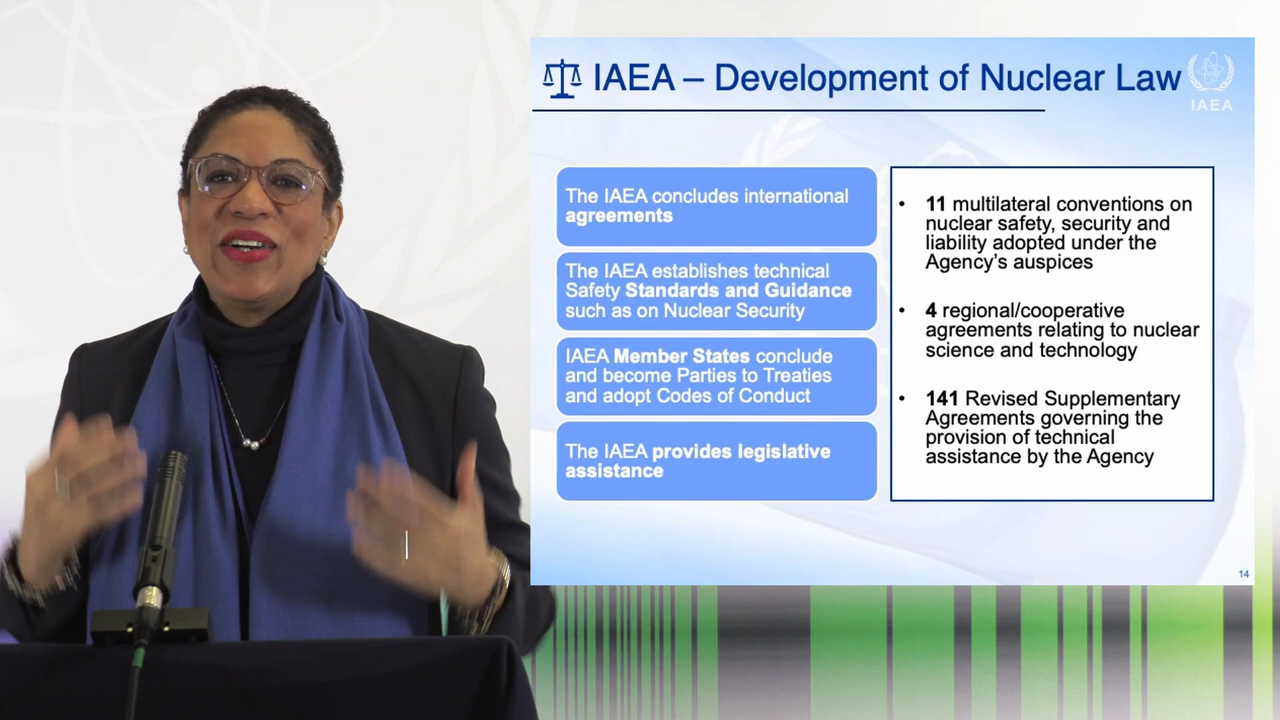 IAEA – Development of Nuclear Law
IAEA
The IAEA concludes international
agreements
The IAEA establishes technical
Safety Standards and Guidance
such as on Nuclear Security
IAEA Member States conclude
and become Parties to Treaties
and adopt Codes of Conduct
The IAEA provides legislative
assistance
• 11 multilateral conventions on
nuclear safety, security and
liability adopted under the
Agency’s auspices
• 4 regional/cooperative
agreements relating to nuclear
science and technology
• 141 Revised Supplementary
Agreements governing the
provision of technical
assistance by the Agency
14